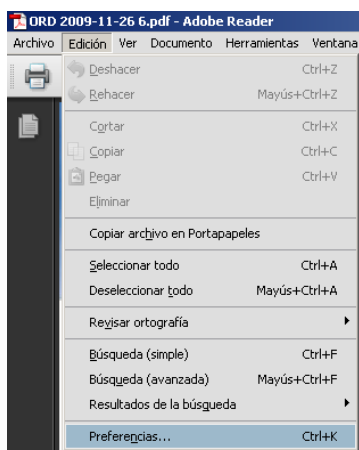 ORD 2009-11-26 6.pdf - Adobe Reader
Archivo Edición Ver Documento Herramientas Ventana
Deshacer Ctrl+Z
Rehacer Mayús+Ctrl+Z
Cortar Ctrl+X
Copiar Ctrl+C
Pegar Ctrl+V
Eliminar
Copiar archivo en Portapapeles
Seleccionar todo Ctrl+A
Deseleccionar todo Mayús+Ctrl+A
Revisar ortografía
Búsqueda (simple) Ctrl+F
Búsqueda (avanzada) Mayús+Ctrl+F
Resultados de la búsqueda
Preferencias... Ctrl+K